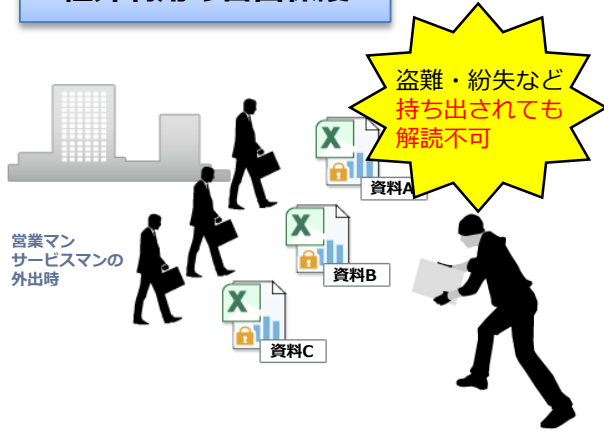 盗難・紛失など
持ち出されても
解読不可
資料A
営業マン
サービスマンの
外出時
資料B
資料C